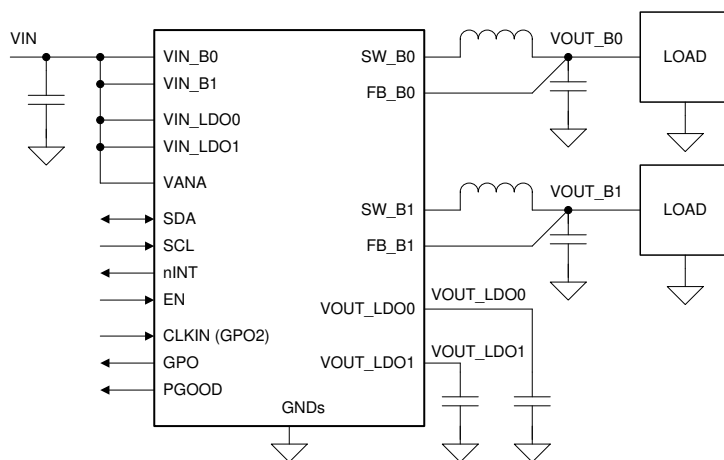 VIN
VIN_B0
VIN_B1
VIN_LDO0
VIN_LDO1
VANA
SDA
SCL
nINT
EN
CLKIN (GPO2)
GPO
PGOOD
GNDs
SW_B0
FB_B0
SW_B1
FB_B1
VOUT_LDO0
VOUT_LDO1
VOUT_B0
LOAD
VOUT_B1
LOAD
VOUT_LDO0
VOUT_LDO1